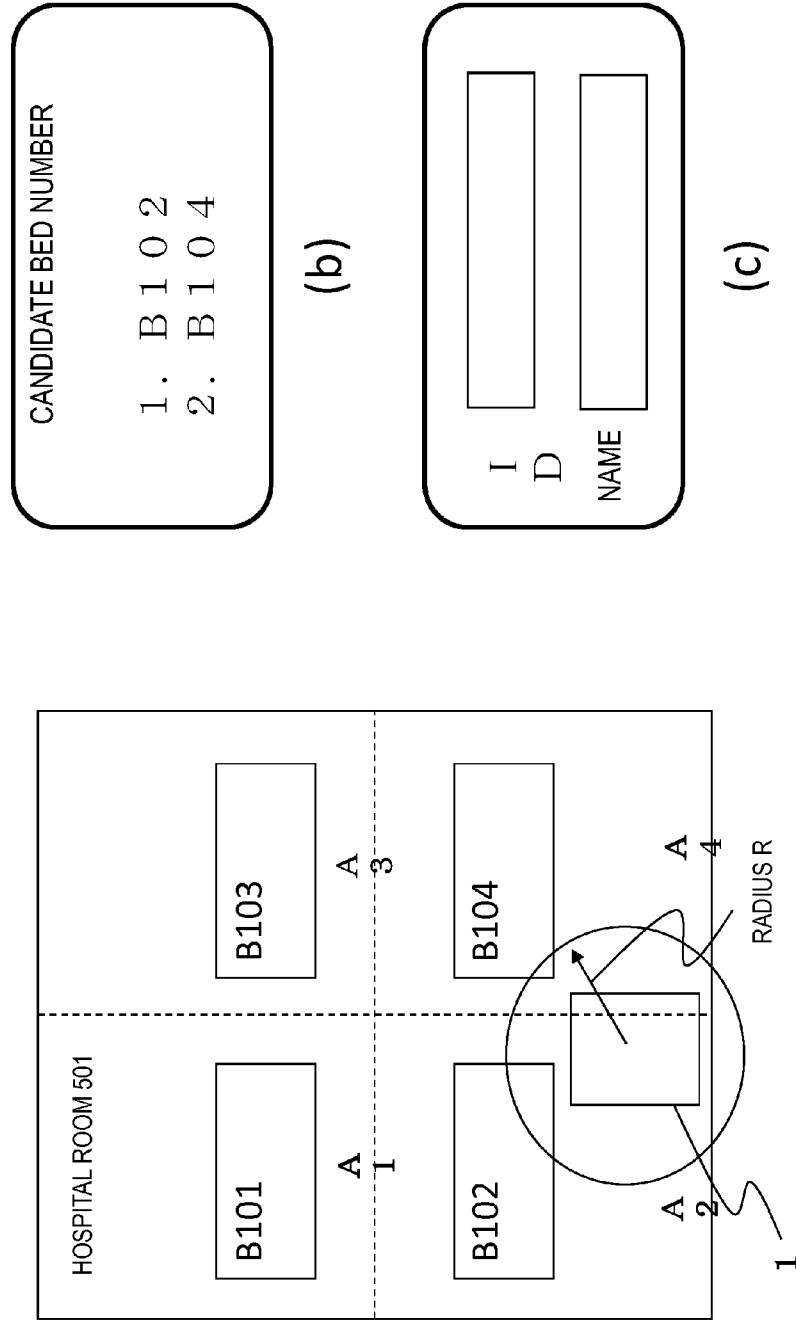 HOSPITAL ROOM 501
B101
B103
A 1
A 3
B102
B104
A 2
A 4
RADIUS R
1
CANDIDATE BED NUMBER
1. B102
2. B104
(b)
ID
NAME
(c)